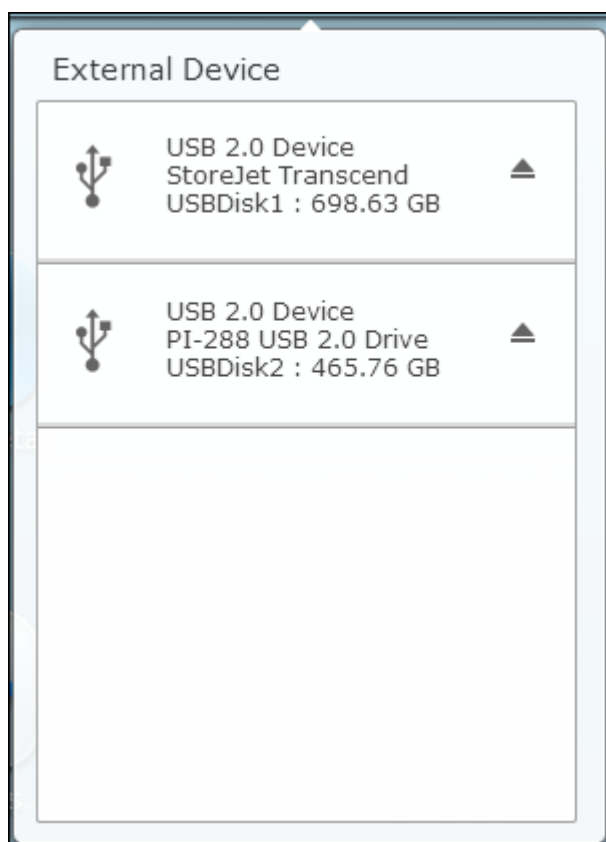 External Device
USB 2.0 Device
StoreJet Transcend
USBDisk1 : 698.63 GB
USB 2.0 Device
PI-288 USB 2.0 Drive
USBDisk2 : 465.76 GB